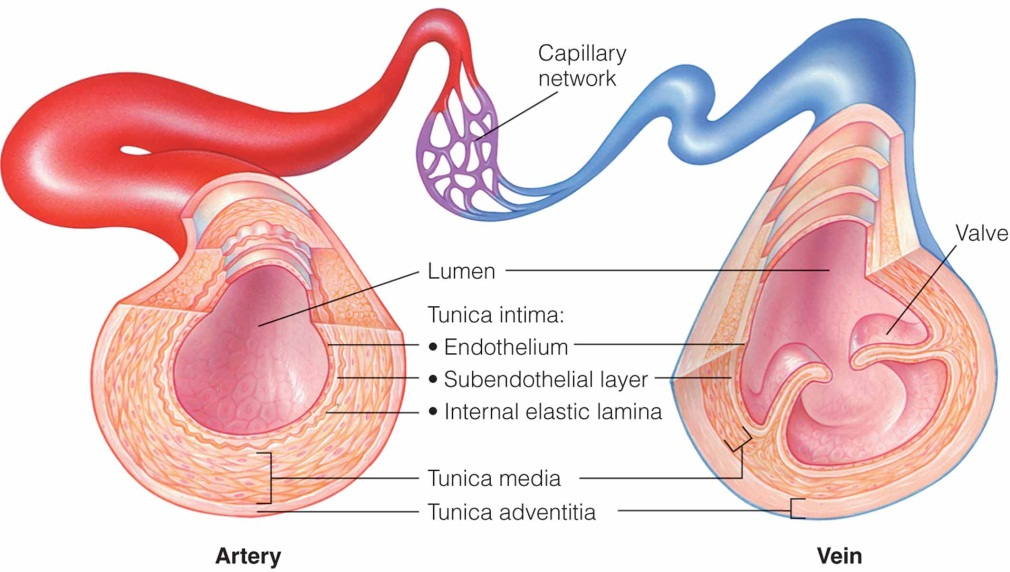 Capillary
network
Valve
Lumen
Tunica intima:
• Endothelium
• Subendothelial layer
• Internal elastic lamina
Tunica media
Tunica adventitia
Artery
Vein